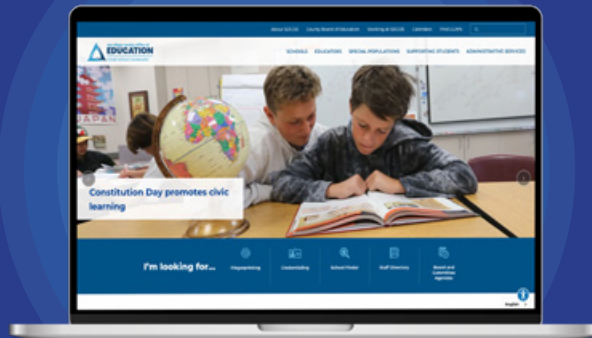 About SDCOE County Board of Education Working at SDCOE Calendars Find a Job
EDUCATION
SCHOOLS EDUCATORS SPECIAL POPULATIONS SUPPORTING STUDENTS ADMINISTRATIVE SERVICES
JAPAN
Constitution Day promotes civic
learning
I'm looking for...
Fingerprinting
Credentialing
School Finder
Staff Directory
Board and
Committee
Agendas
English